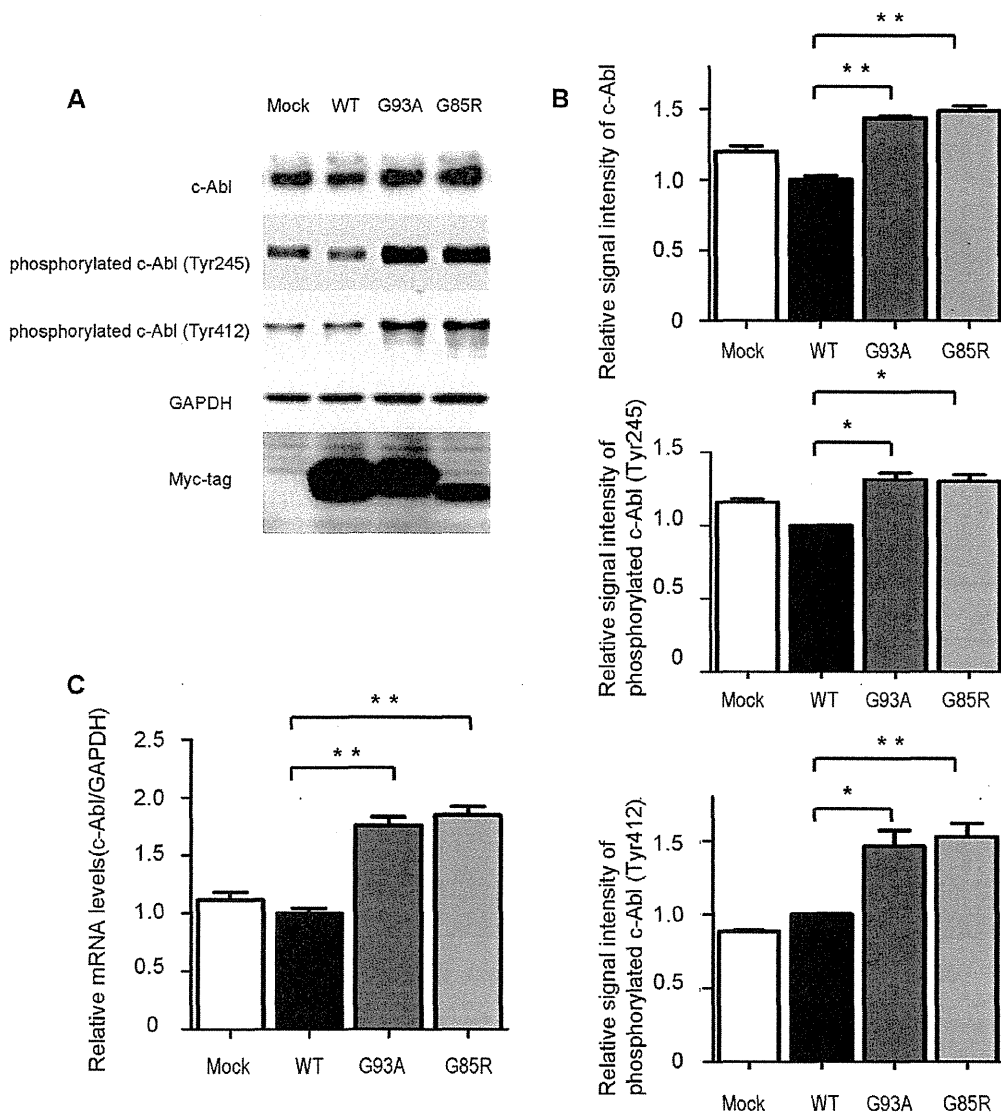 A
Mock WT G93A G85R
c-Abl
phosphorylated c-Abl (Tyr245)
phosphorylated c-Abl (Tyr412)
GAPDH
Myc-tag
B
* *
* *
Relative signal intensity of c-Abl
1.5
1.0
1.5
0
Mock WT G93A G85R
*
*
Relative signal intensity of
phosphorylated c-Abl (Tyr245)
1.5
1.0
1.5
0
Mock WT G93A G85R
C
* *
* *
Relative mRNA levels(c-Abl/GAPDH)
2.5
2.0
1.5
1.0
0.5
0
Mock WT G93A G85R
* *
*
Relative signal intensity of
phosphorylated c-Abl (Tyr412)
1.5
1.0
0.5
0
Mock WT G93A G85R